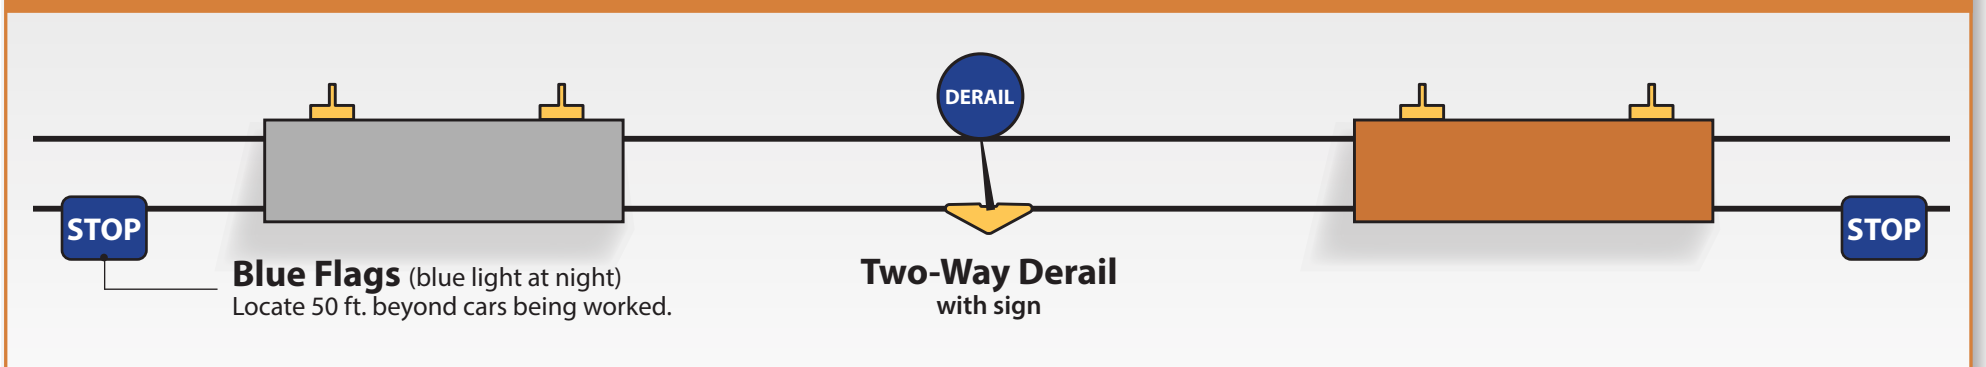 DERAIL
STOP
STOP
Blue Flags (blue light at night)
Locate 50 ft. beyond cars being worked.
Two-Way Derail
with sign